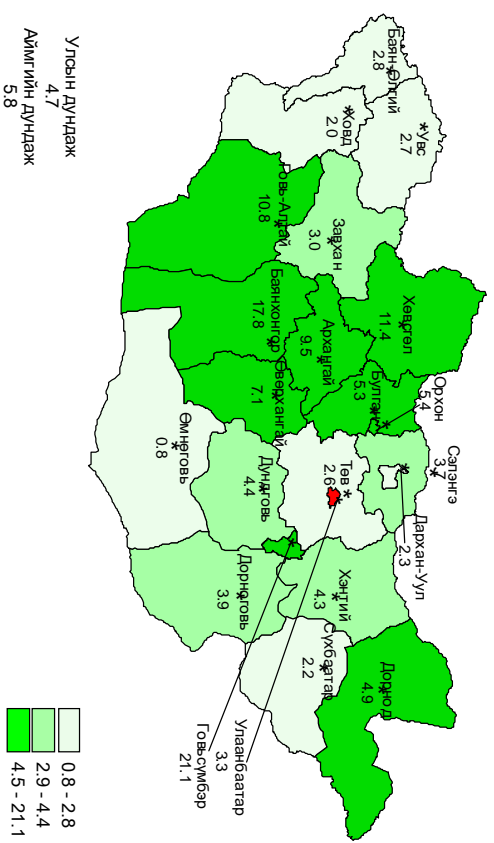 Баян-Өлгий
2.8
Увс
2.7
Ховд
2.0
Завхан
3.0
Говь-Алтай
10.8
Хөвсгөл
11.4
Архангай
9.5
Баянхонгор
17.8
Өверхангай
7.1
Булган
5.3
Орхон
5.4
Сэлэнгэ
3.7
Дархан-Уул
2.3
Төв
2.6
Дундговь
4.4
Өмнөговь
0.8
Дорноговь
3.9
Хэнтий
4.3
Сүхбаатар
2.2
Дорнод
4.9
Улаанбаатар
3.3
Говьсүмбэр
21.1
Улсын дундаж
4.7
Аймгийн дундаж
5.8
0.8 - 2.8
2.9 - 4.4
4.5 - 21.1